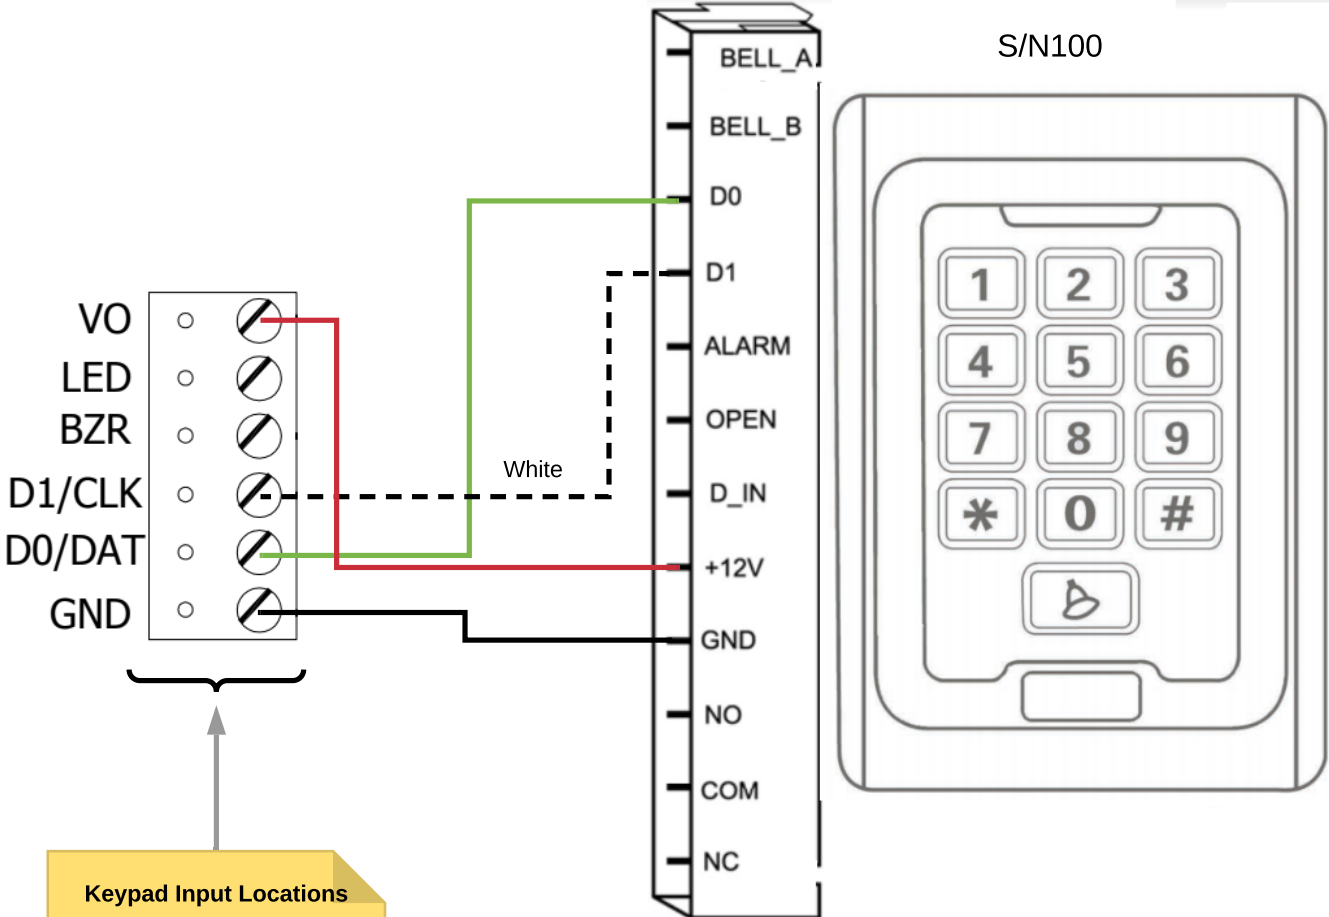 S/N100
BELL_A
BELL_B
D0
D1
ALARM
OPEN
D_IN
+12V
GND
NO
COM
NC
VO
LED
BZR
D1/CLK
D0/DAT
GND
White
1 2 3
4 5 6
7 8 9
* 0 #
Keypad Input Locations